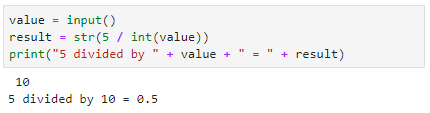 value = input()
result = str(5 / int(value))
print("5 divided by " + value + " = " + result)
10
5 divided by 10 = 0.5